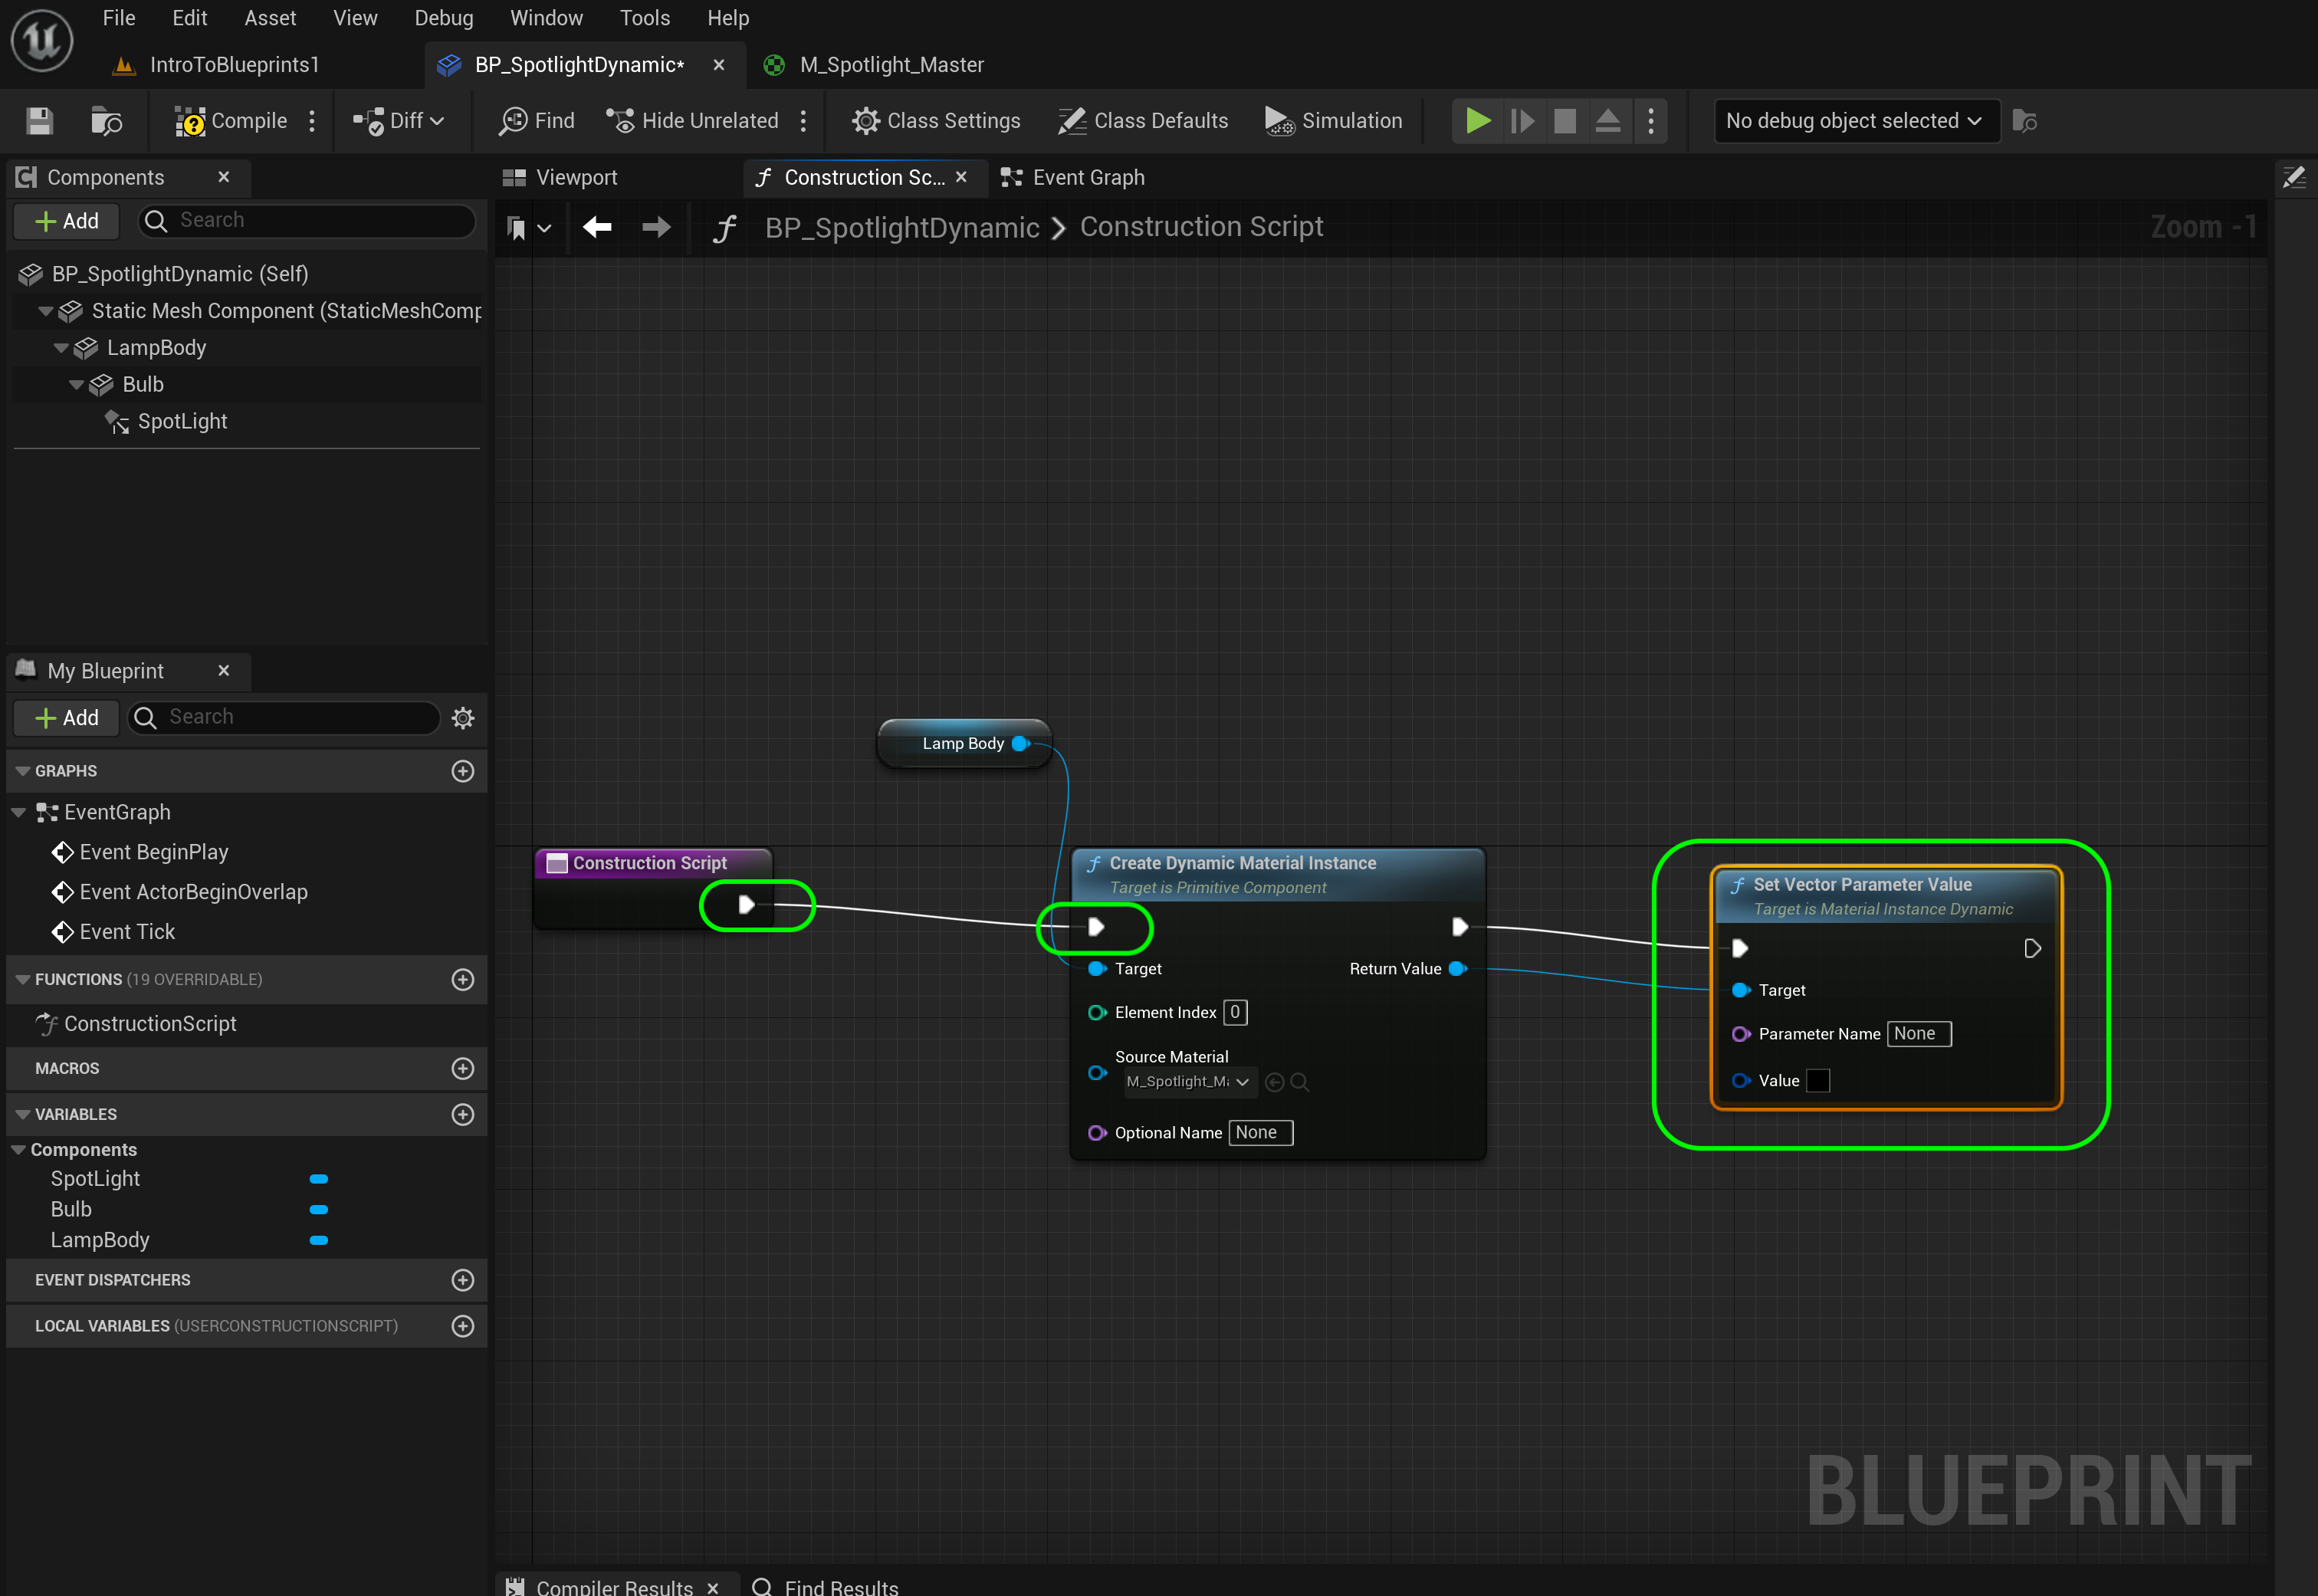 File Edit Asset View Debug Window Tools Help
IntroToBlueprints1 BP_SpotlightDynamic* M_Spotlight_Master
Compile Diff Find Hide Unrelated Class Settings Class Defaults Simulation No debug object selected
Components
Viewport Construction Sc... Event Graph
Add Search
BP_SpotlightDynamic Construction Script Zoom -1
BP_SpotlightDynamic (Self)
Static Mesh Component (StaticMeshComp
LampBody
Bulb
SpotLight
My Blueprint
Add Search
GRAPHS
EventGraph
Event BeginPlay
Event ActorBeginOverlap
Event Tick
FUNCTIONS (19 OVERRIDABLE)
ConstructionScript
MACROS
VARIABLES
Components
SpotLight
Bulb
LampBody
EVENT DISPATCHERS
LOCAL VARIABLES (USERCONSTRUCTIONSCRIPT)
Lamp Body
Construction Script
Create Dynamic Material Instance
Target is Primitive Component
Target Return Value
Element Index 0
Source Material
M_Spotlight_Ma
Optional Name None
Set Vector Parameter Value
Target is Material Instance Dynamic
Target
Parameter Name None
Value
BLUEPRINT
Compiler Results Find Results